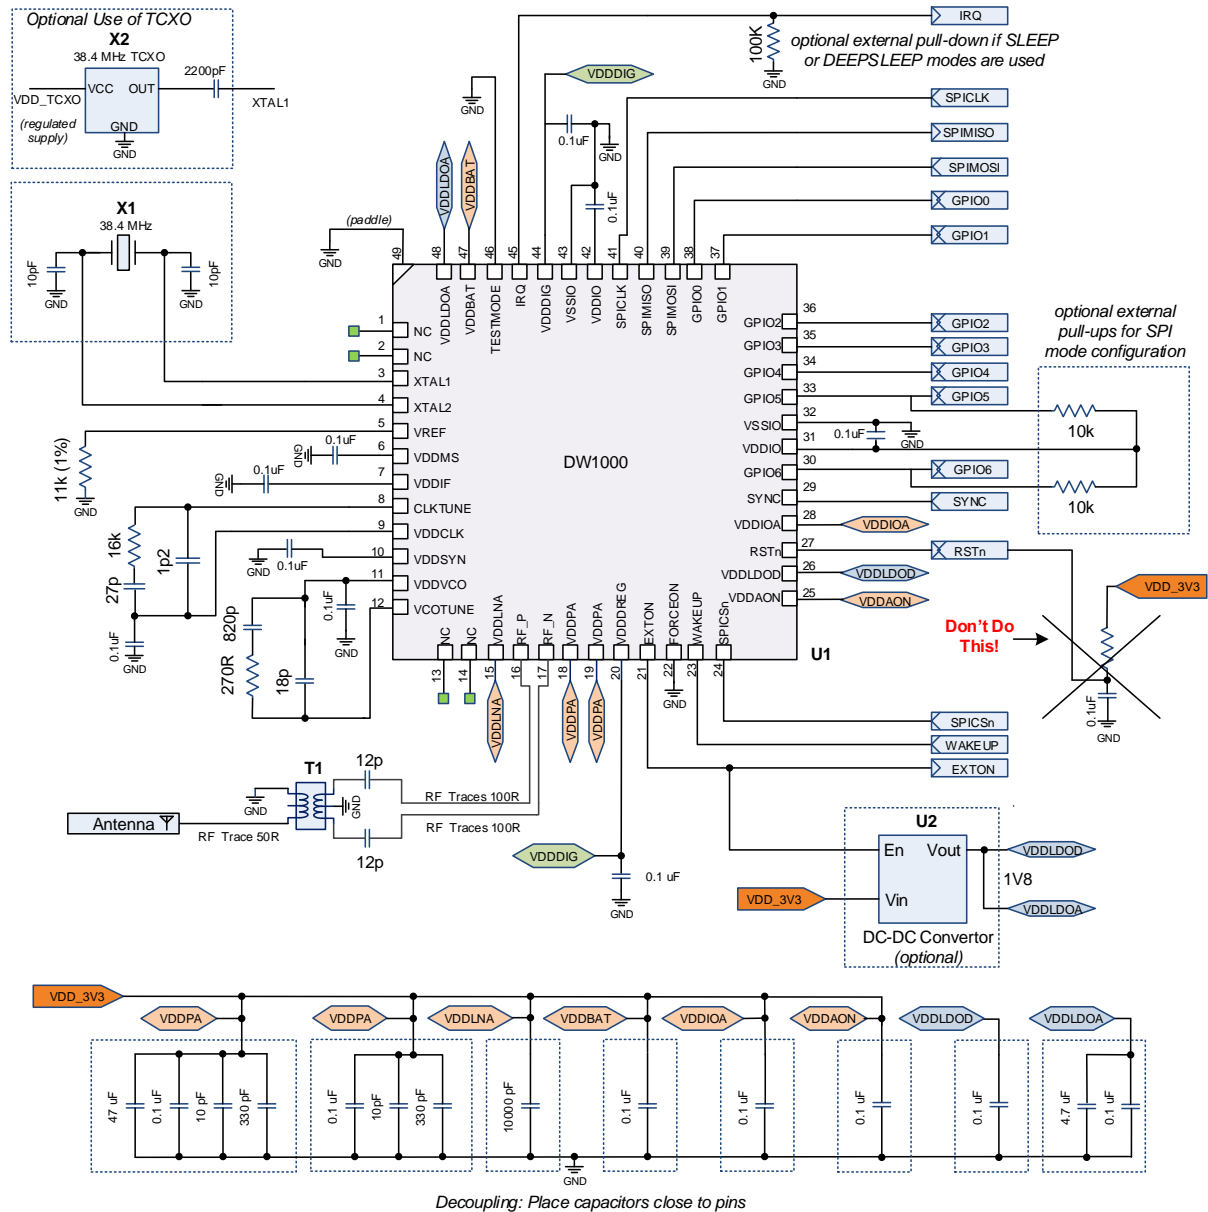 Optional Use of TCXO
X2
38.4 MHz TCXO
2200pF
VCC OUT
VDD_TCXO
XTAL1
(regulated
supply)
GND
GND
X1
38.4 MHz
10pF
10pF
GND
GND
IRQ
100K
optional external pull-down if SLEEP
or DEEPSLEEP modes are used
GND
VDDDIG
GND
SPICLK
0.1uF
GND
SPIMISO
SPIMOSI
VDDLDOA
VDDBAT
0.1uF
GPIO0
GPIO1
(paddle)
GND
49
48
47
46
45
44
43
42
41
40
39
38
37
VDDLDOA
VDDBAT
TESTMODE
IRQ
VDDDIG
VSSIO
VDDIO
SPICLK
SPIMISO
SPIMOSI
GPIO0
GPIO1
1
NC
2
NC
3
XTAL1
4
XTAL2
5
VREF
6
VDDMS
7
VDDIF
8
CLKTUNE
9
VDDCLK
10
VDDSYN
11
VDDVCO
12
VCOTUNE
11k (1%)
GND
0.1uF
GND
0.1uF
GND
16k
27p
1p2
0.1uF
GND
GND
0.1uF
820p
270R
18p
0.1uF
GND
DW1000
U1
36
GPIO2
GPIO2
35
GPIO3
GPIO3
34
GPIO4
GPIO4
33
GPIO5
GPIO5
32
VSSIO
0.1uF
GND
31
VDDIO
30
GPIO6
GPIO6
29
SYNC
SYNC
28
VDDIOA
VDDIOA
27
RSTn
RSTn
26
VDDLDOD
VDDLDOD
25
VDDAON
VDDAON
optional external
pull-ups for SPI
mode configuration
10k
10k
VDD_3V3
Don’t Do
This!
0.1uF
GND
NC
NC
VDDLNA
RF_P
RF_N
VDDPA
VDDPA
VDDDREG
EXTON
FORCEON
WAKEUP
SPICSn
13
14
15
16
17
18
19
20
21
22
23
24
VDDLNA
VDDPA
VDDPA
GND
SPICSn
WAKEUP
EXTON
T1
12p
GND
GND
RF Traces 100R
Antenna
RF Trace 50R
RF Traces 100R
12p
VDDDIG
0.1 uF
GND
U2
En Vout
VDDLDOD
1V8
VDD_3V3
Vin
VDDLDOA
DC-DC Convertor
(optional)
VDD_3V3
VDDPA
VDDPA
VDDLNA
VDDBAT
VDDIOA
VDDAON
VDDLDOD
VDDLDOA
47 uF
0.1 uF
10 pF
330 pF
0.1 uF
10pF
330 pF
10000 pF
0.1 uF
0.1 uF
0.1 uF
0.1 uF
4.7 uF
0.1 uF
GND
Decoupling: Place capacitors close to pins